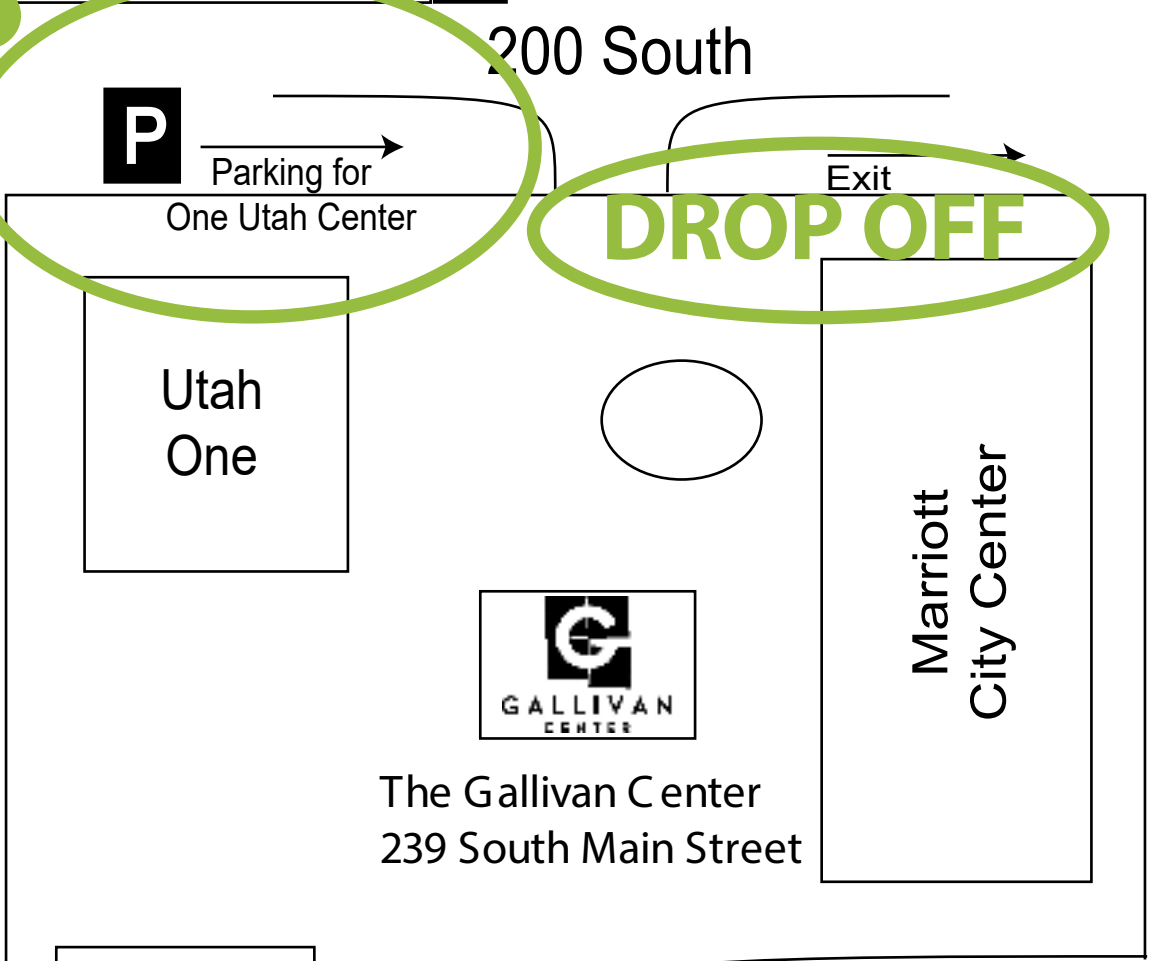 200 South
P
Parking for
One Utah Center
Exit
DROP OFF
Utah
One
Marriott
City Center
G
GALLIVAN
CENTER
The Gallivan Center
239 South Main Street